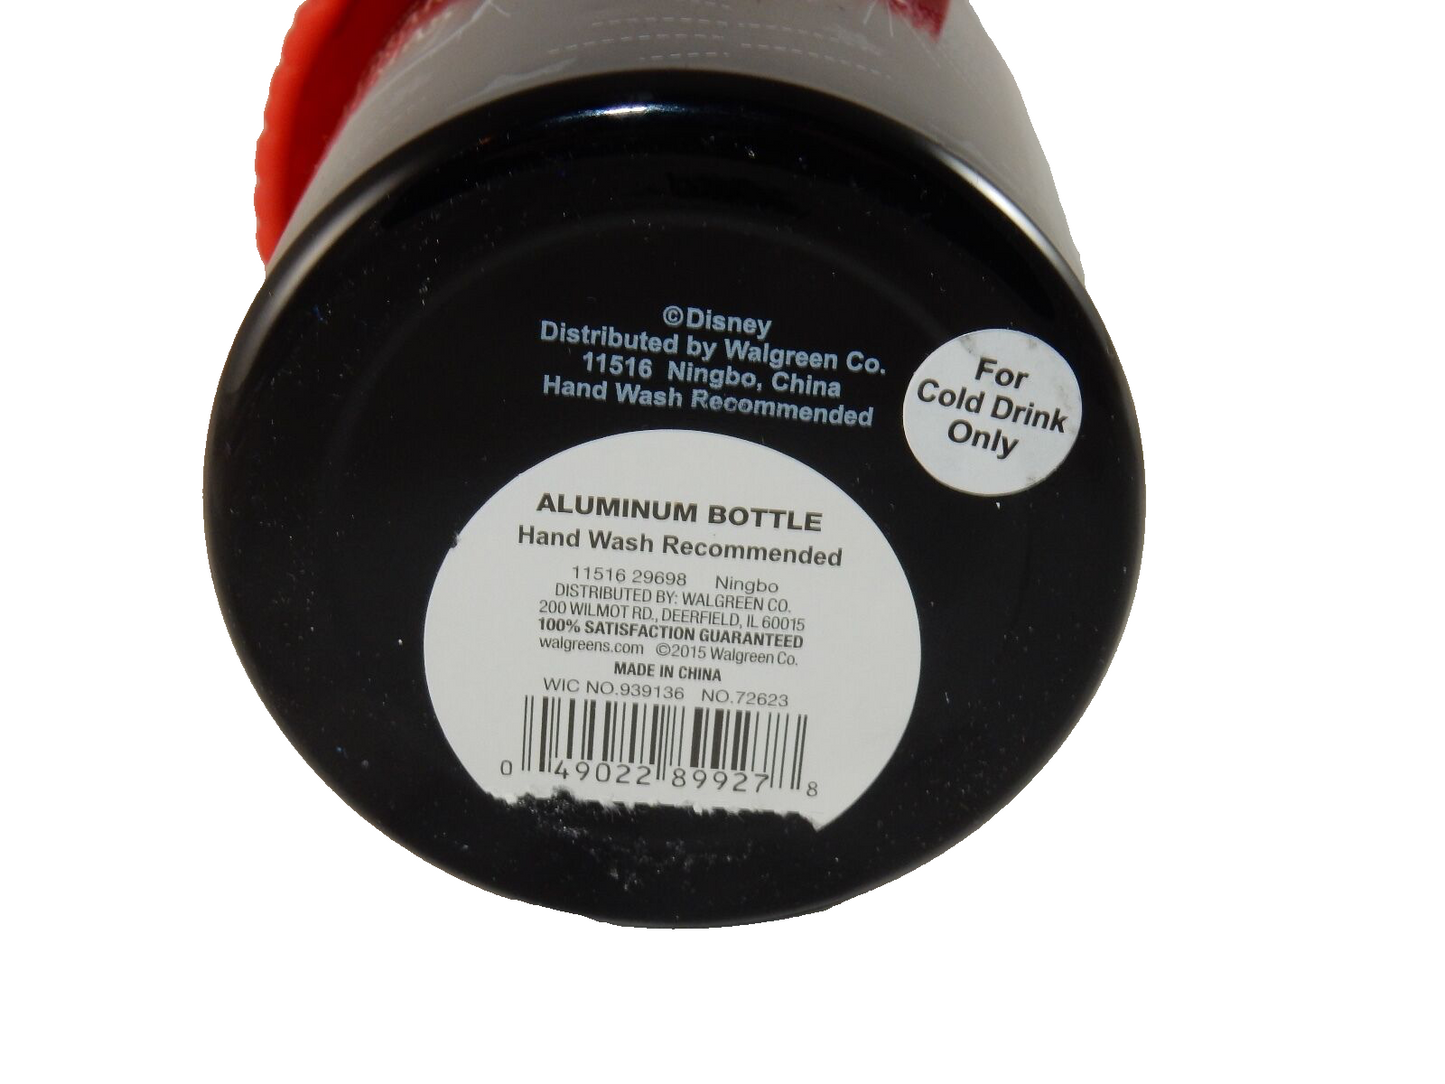 ©Disney
Distributed by Walgreen Co.
11516 Ningbo, China
Hand Wash Recommended
For
Cold Drink
Only
ALUMINUM BOTTLE
Hand Wash Recommended
11516 29698 Ningbo
DISTRIBUTED BY: WALGREEN CO.
200 WILMOT RD., DEERFIELD, IL 60015
100% SATISFACTION GUARANTEED
walgreens.com ©2015 Walgreen Co.
MADE IN CHINA
WIC NO.939136 NO.72623
0 49022 89927 8